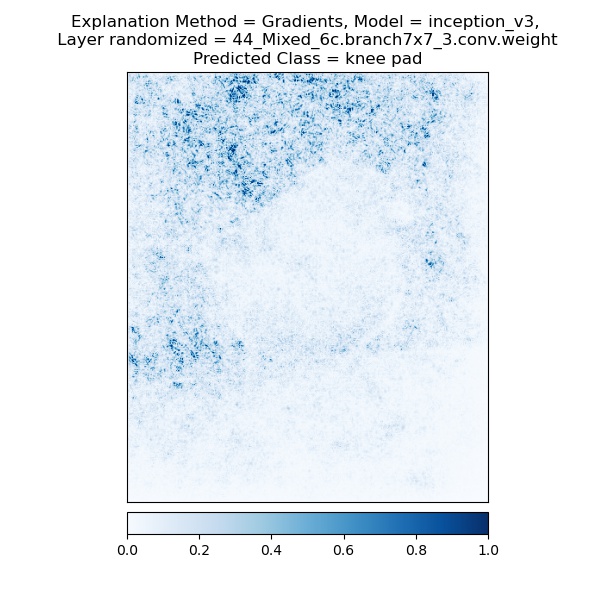 Explanation Method = Gradients, Model = inception_v3,
Layer randomized = 44_Mixed_6c.branch7x7_3.conv.weight
Predicted Class = knee pad
0.0 0.2 0.4 0.6 0.8 1.0